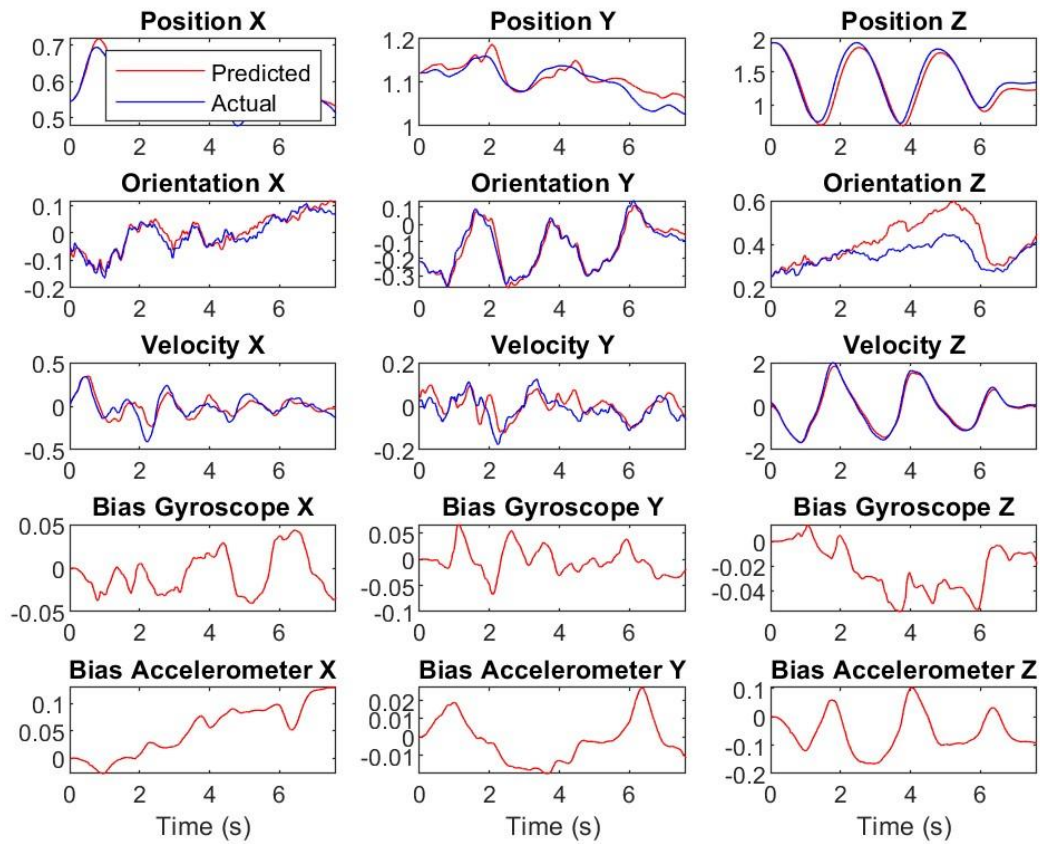 Position X Position Y Position Z
0.7 1.2 2
Predicted
0.6 1.1 1.5
Actual 1
0.5 1
0 2 4 6 0 2 4 6 0 2 4 6
Orientation X Orientation Y Orientation Z
0.1 0.1 0.6
0 -0.1 0.4
-0.1 -0.3
-0.2 0.2
0 2 4 6 0 2 4 6 0 2 4 6
Velocity X Velocity Y Velocity Z
0.5 0.2 2
0 0 0
-0.5 -0.2 -2
0 2 4 6 0 2 4 6 0 2 4 6
Bias Gyroscope X Bias Gyroscope Y Bias Gyroscope Z
0.05 0.05 0
0 0 -0.02
-0.05 -0.05 -0.04
-0.1
0 2 4 6 0 2 4 6 0 2 4 6
Bias Accelerometer X Bias Accelerometer Y Bias Accelerometer Z
0.1 0.02 0.1
0.05 0.01 0
0 -0.01 -0.1
-0.2
0 2 4 6 0 2 4 6 0 2 4 6
Time (s) Time (s) Time (s)